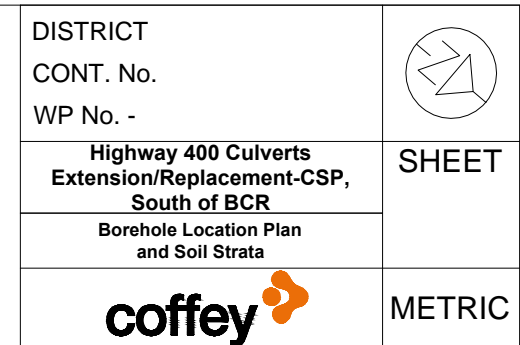 DISTRICT
CONT. No.
WP No. -
Highway 400 Culverts
Extension/Replacement-CSP,
South of BCR
SHEET
Borehole Location Plan
and Soil Strata
coffey
METRIC